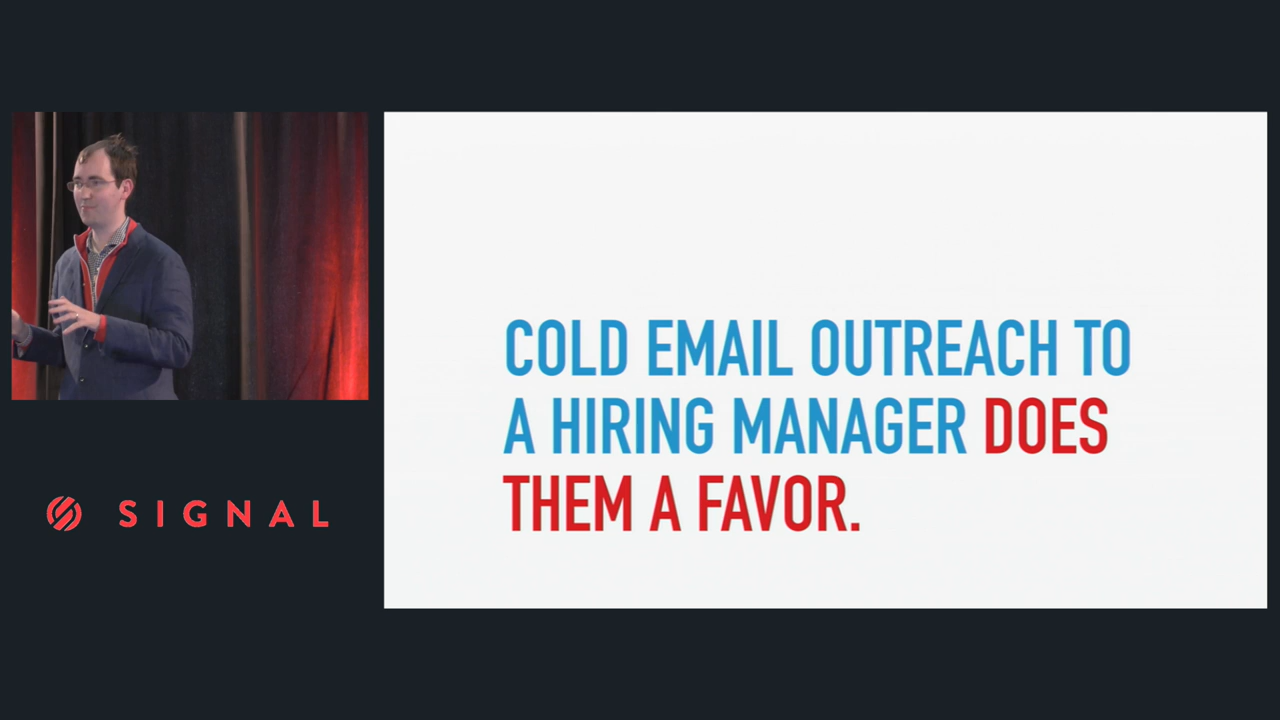 COLD EMAIL OUTREACH TO
A HIRING MANAGER DOES
THEM A FAVOR.
SIGNAL